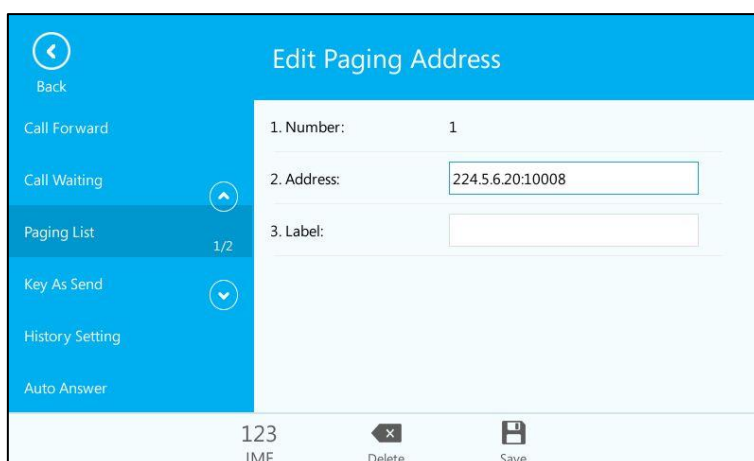 Edit Paging Address
Back
Call Forward
Call Waiting
Paging List
1/2
Key As Send
History Setting
Auto Answer
1. Number: 1
2. Address: 224.5.6.20:10008
3. Label:
123
IME
Delete
Save